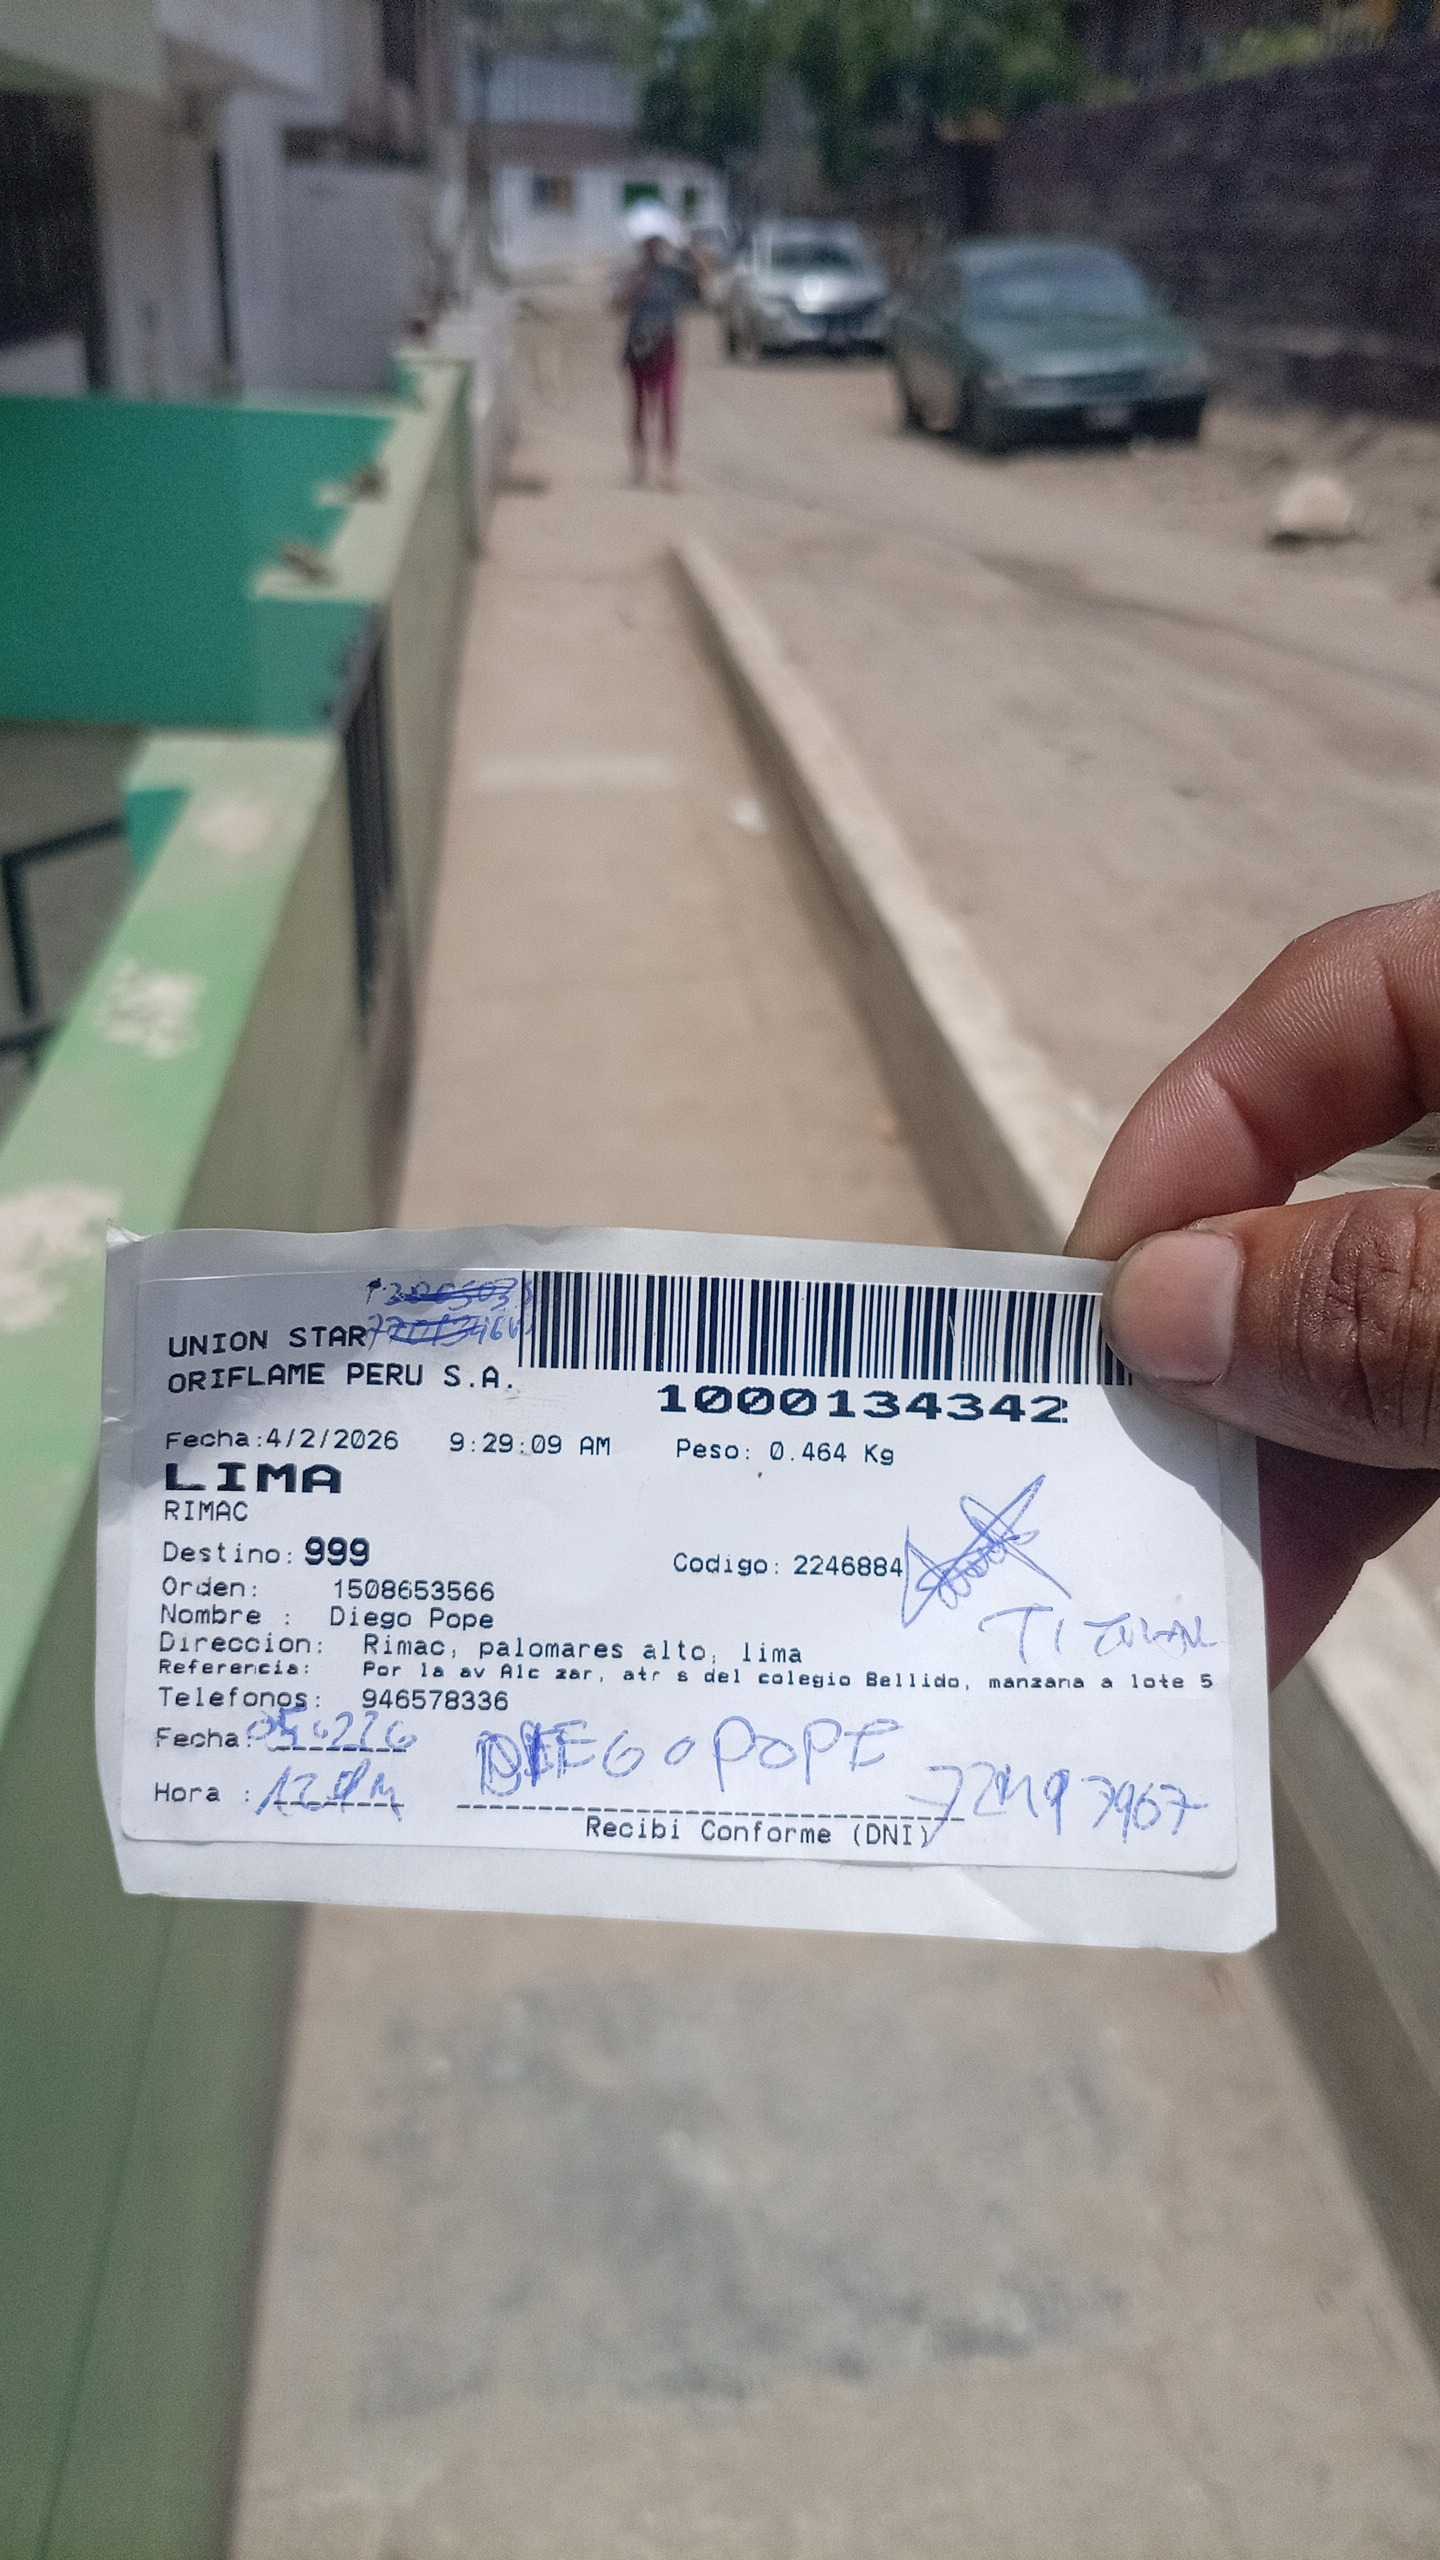 UNION STAR
ORIFLAME PERU S.A.
1000134342
Fecha:4/2/2026 9:29:09 AM Peso: 0.464 Kg
LIMA
RIMAC
Destino: 999 Codigo: 2246884
Orden: 1508653566
Nombre : Diego Pope
TITULAR
Direccion: Rimac, palomares alto, lima
Referencia: Por la av Alc zar, atr s del colegio Bellido, manzana a lote 5
Telefonos: 946578336
Fecha:
DIEGO POPE
Hora :
Recibi Conforme (DNI)